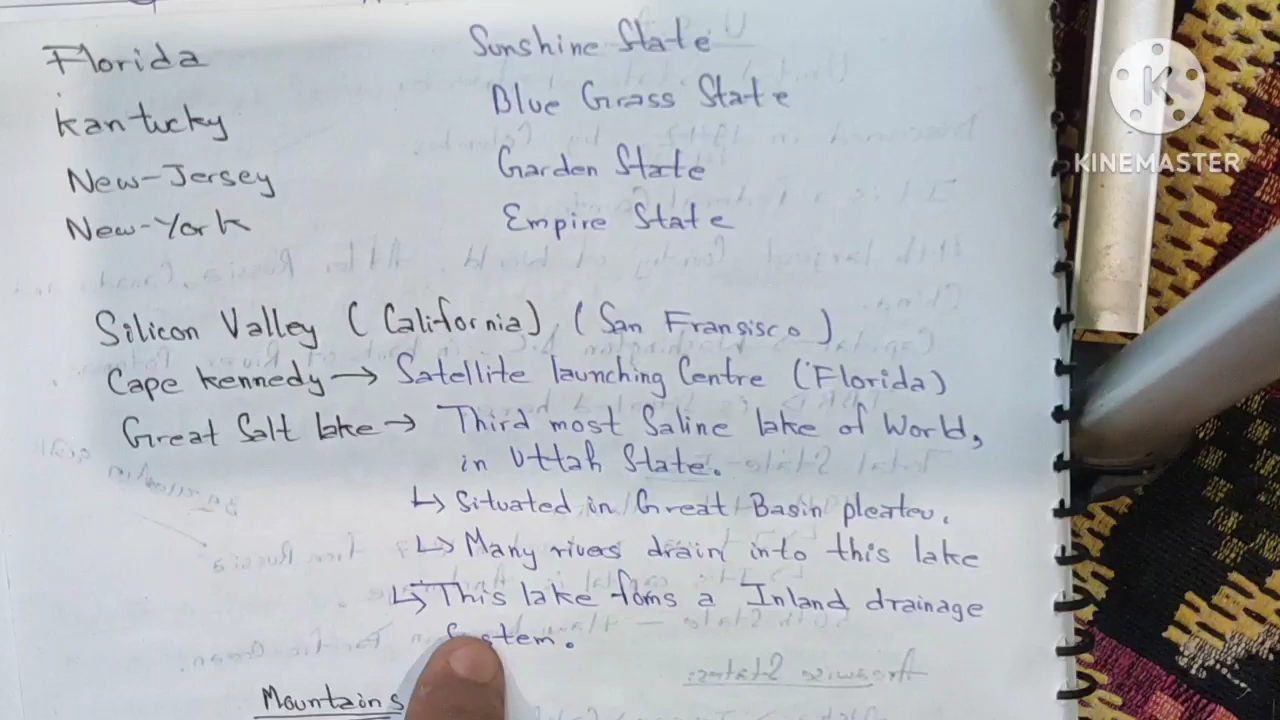 Florida Sunshine State
Kantucky Blue Grass State
New-Jersey Garden State
New-York Empire State
Silicon Valley (California), (San Fransisco)
Cape Kennedy → Satellite launching Centre (Florida)
Great Salt lake → Third most Saline lake of World,
in Uttah State.
↳ Situated in Great Basin pleateu.
↳ Many rivers drain into this lake
↳ This lake foms a Inland drainage
System.
Mountains
K
KINEMASTER